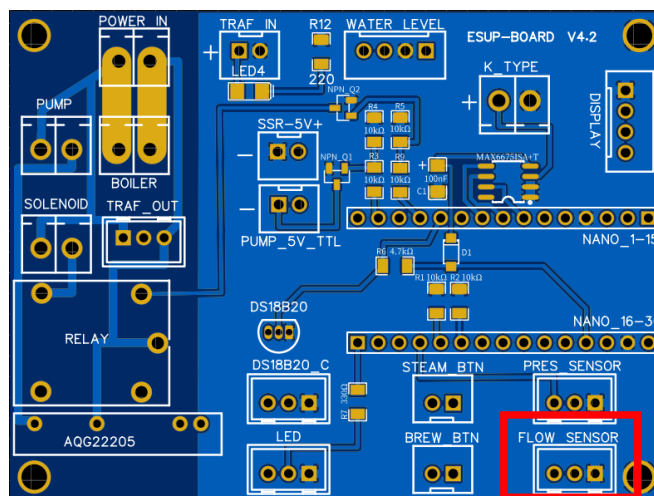 POWER_IN
TRAF_IN
R12
WATER_LEVEL
ESUP-BOARD V4.2
+
LED4
220
K_TYPE
+
DISPLAY
PUMP
NPN_Q2
R4
R5
10kΩ
10kΩ
SSR-5V+
-
NPN_Q1
R3
R9
10kΩ
10kΩ
+
100nF
C1
MAX6675ISA+T
BOILER
SOLENOID
TRAF_OUT
-
PUMP_5V_TTL
NANO_1-15
R6 4.7kΩ
D1
R1 10kΩ
R2 10kΩ
DS18B20
NANO_16-30
RELAY
DS18B20_C
330Ω
R7
STEAM_BTN
PRES_SENSOR
AQG22205
LED
BREW_BTN
FLOW_SENSOR